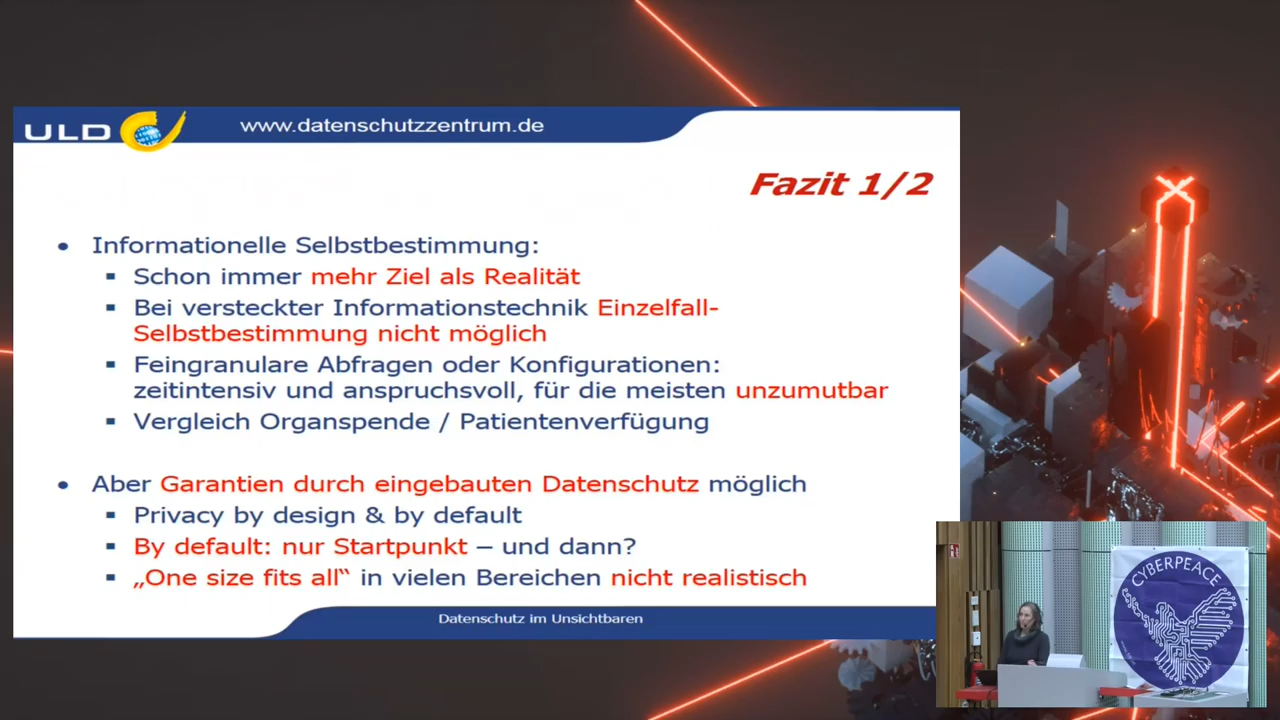 ULD
www.datenschutzzentrum.de
Fazit 1/2
• Informationelle Selbstbestimmung:
▪ Schon immer mehr Ziel als Realität
▪ Bei versteckter Informationstechnik Einzelfall-
Selbstbestimmung nicht möglich
▪ Feingranulare Abfragen oder Konfigurationen:
zeitintensiv und anspruchsvoll, für die meisten unzumutbar
▪ Vergleich Organspende / Patientenverfügung
• Aber Garantien durch eingebauten Datenschutz möglich
▪ Privacy by design & by default
▪ By default: nur Startpunkt – und dann?
▪ „One size fits all“ in vielen Bereichen nicht realistisch
Datenschutz im Unsichtbaren
CYBERPEACE